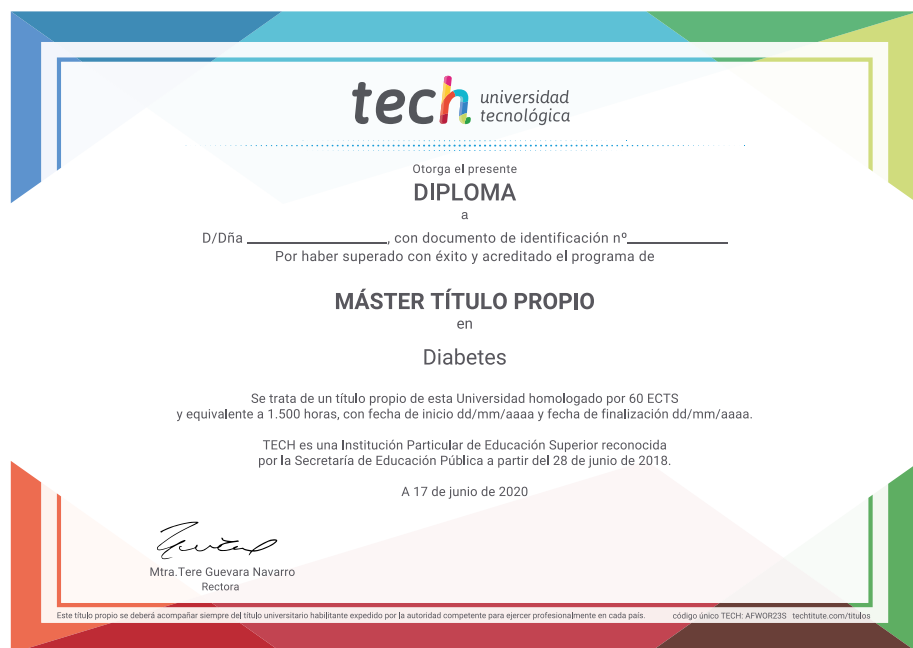 tech universidad
tecnológica
Otorga el presente
DIPLOMA
a
D/Dña ________________, con documento de identificación nº____________
Por haber superado con éxito y acreditado el programa de
MÁSTER TÍTULO PROPIO
en
Diabetes
Se trata de un título propio de esta Universidad homologado por 60 ECTS
y equivalente a 1.500 horas, con fecha de inicio dd/mm/aaaa y fecha de finalización dd/mm/aaaa.
TECH es una Institución Particular de Educación Superior reconocida
por la Secretaría de Educación Pública a partir del 28 de junio de 2018.
A 17 de junio de 2020
Mtra.Tere Guevara Navarro
Rectora
Este título propio se deberá acompañar siempre del título universitario habilitante expedido por la autoridad competente para ejercer profesionalmente en cada país. código único TECH: AFWOR23S techtitute.com/titulos